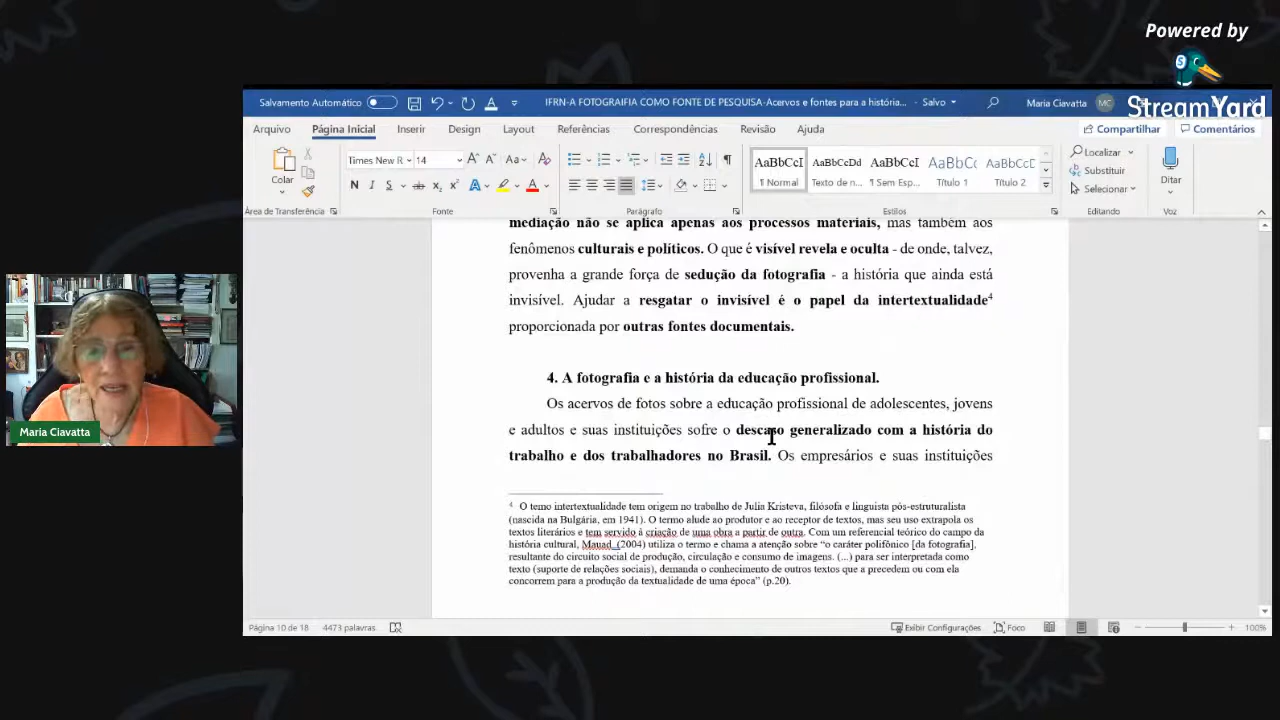 Powered by
StreamYard
Salvamento Automático
IFRN-A FOTOGRAIFIA COMO FONTE DE PESQUISA-Acervos e fontes para a história... - Salvo
Maria Ciavatta
MC
Arquivo
Página Inicial
Inserir
Design
Layout
Referências
Correspondências
Revisão
Ajuda
Compartilhar
Comentários
Colar
Times New R
14
AaBbCcI
AaBbCcDd
AaBbCcI
AaBbCc
AaBbCcD
¶ Normal
Texto de n...
¶ Sem Esp...
Título 1
Título 2
Localizar
Substituir
Selecionar
Ditar
Área de Transferência
Fonte
Parágrafo
Estilos
Editando
Voz
mediação não se aplica apenas aos processos materiais, mas também aos
fenômenos culturais e políticos. O que é visível revela e oculta - de onde, talvez,
provenha a grande força de sedução da fotografia - a história que ainda está
invisível. Ajudar a resgatar o invisível é o papel da intertextualidade4
proporcionada por outras fontes documentais.
4. A fotografia e a história da educação profissional.
Os acervos de fotos sobre a educação profissional de adolescentes, jovens
e adultos e suas instituições sofre o descaso generalizado com a história do
trabalho e dos trabalhadores no Brasil. Os empresários e suas instituições
4 O temo intertextualidade tem origem no trabalho de Julia Kristeva, filósofa e linguista pós-estruturalista
(nascida na Bulgária, em 1941). O termo alude ao produtor e ao receptor de textos, mas seu uso extrapola os
textos literários e tem servido à criação de uma obra a partir de outra. Com um referencial teórico do campo da
história cultural, Mauad (2004) utiliza o termo e chama a atenção sobre “o caráter polifônico [da fotografia],
resultante do circuito social de produção, circulação e consumo de imagens. (...) para ser interpretada como
texto (suporte de relações sociais), demanda o conhecimento de outros textos que a precedem ou com ela
concorrem para a produção da textualidade de uma época” (p.20).
Maria Ciavatta
Página 10 de 18
4473 palavras
Exibir Configurações
Foco
100%